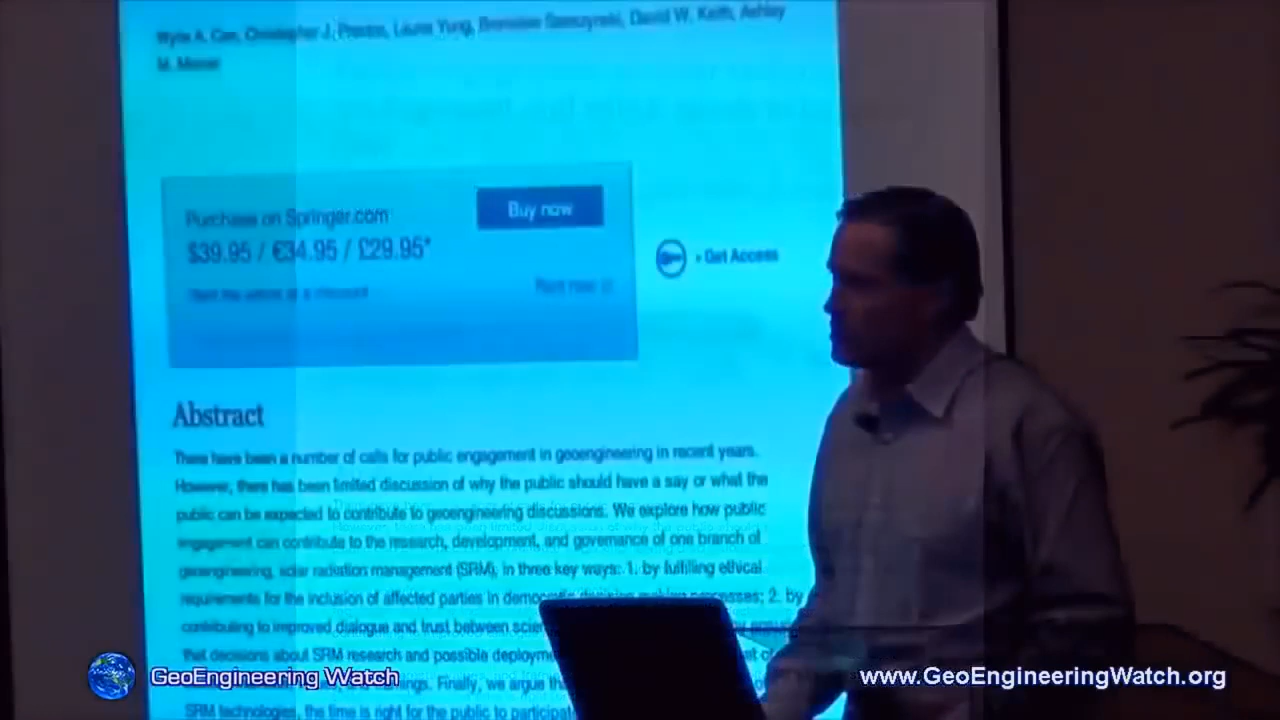 Wylie A. Carr, Christopher J. Preston, Laurie Yung, Bronislaw Szerszynski, David W. Keith, Ashley
M. Mercer
Purchase on Springer.com
Buy now
$39.95 / €34.95 / £29.95*
Rent the article at a discount
Rent now
» Get Access
Abstract
There have been a number of calls for public engagement in geoengineering in recent years.
However, there has been limited discussion of why the public should have a say or what the
public can be expected to contribute to geoengineering discussions. We explore how public
engagement can contribute to the research, development, and governance of one branch of
geoengineering, solar radiation management (SRM), in three key ways: 1. by fulfilling ethical
requirements for the inclusion of affected parties in democratic decision making processes; 2. by
contributing to improved dialogue and trust between
that decisions about SRM research and possible
Finally, we argue
SRM technologies, the time is right for the public to participate
GeoEngineering Watch
www.GeoEngineeringWatch.org